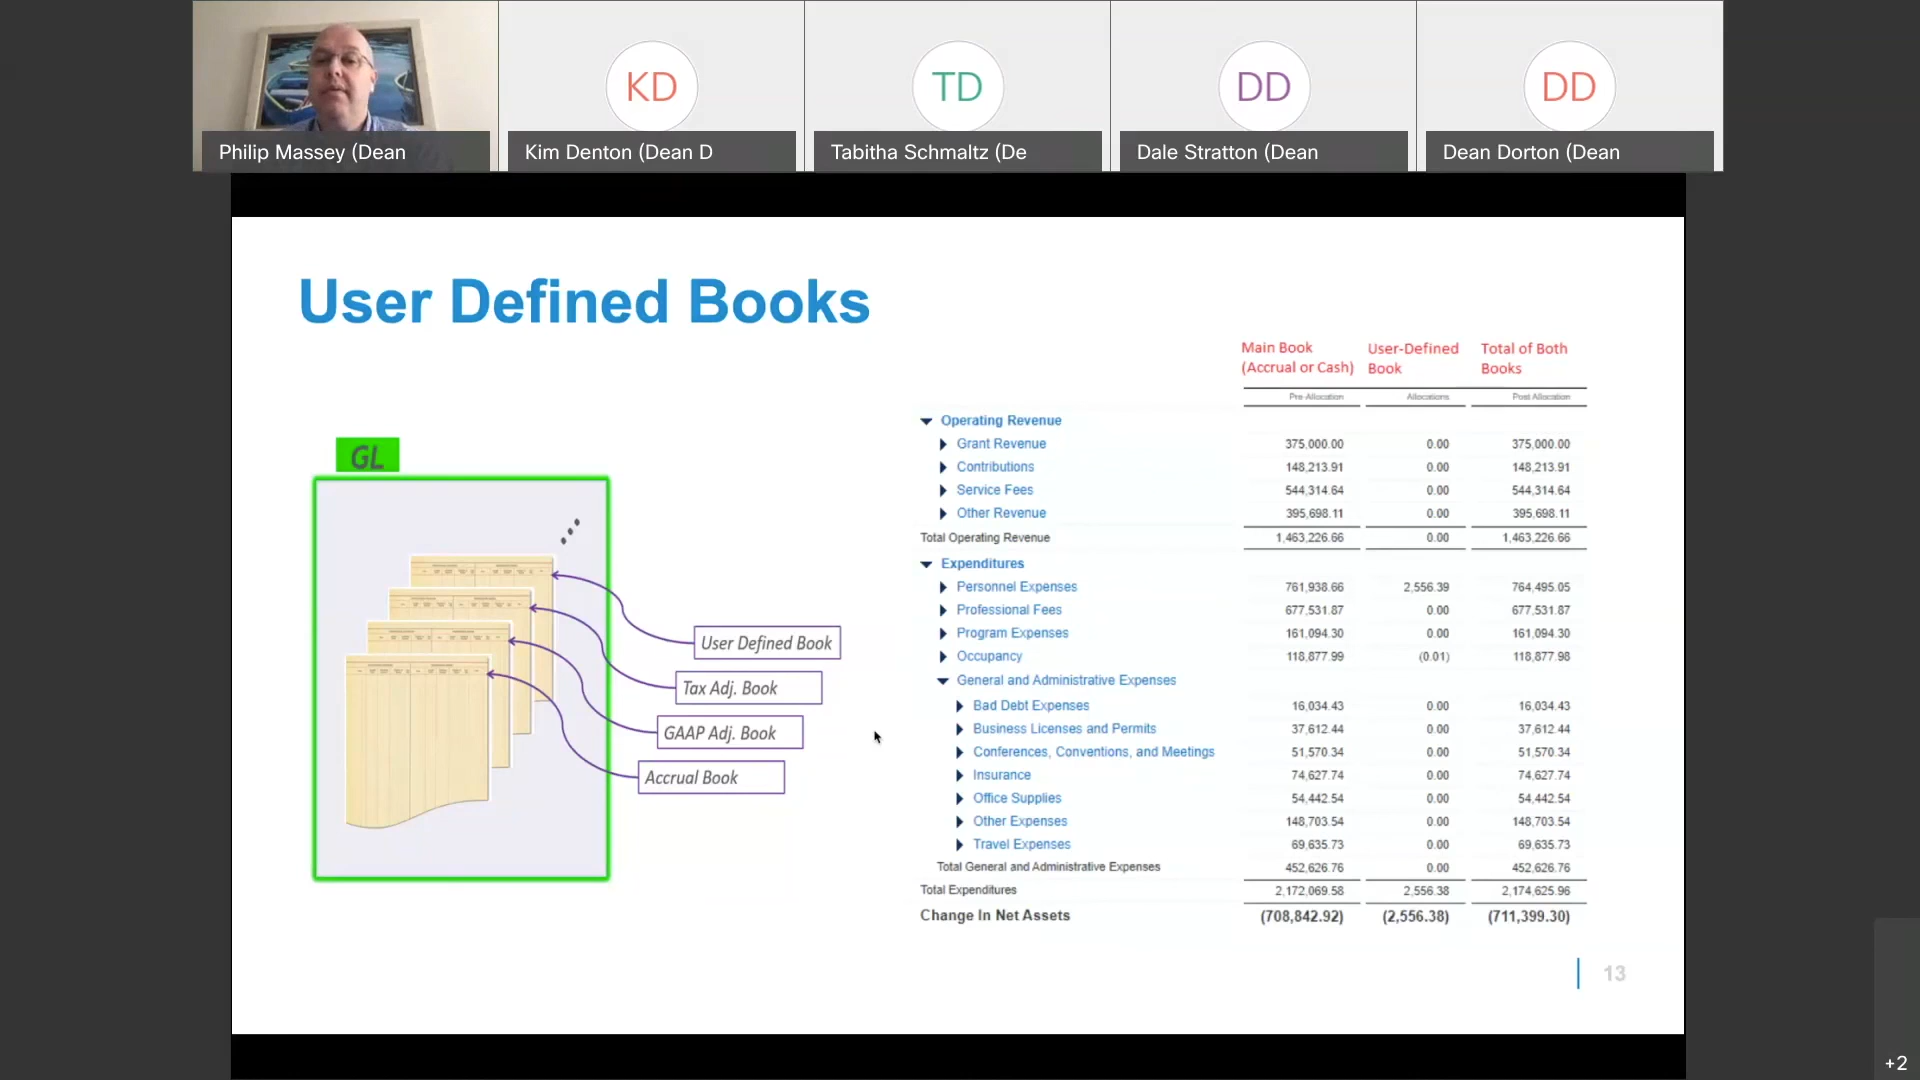 KD
TD
DD
DD
Philip Massey (Dean
Kim Denton (Dean D
Tabitha Schmaltz (De
Dale Stratton (Dean
Dean Dorton (Dean
User Defined Books
GL
User Defined Book
Tax Adj. Book
GAAP Adj. Book
Accrual Book
Main Book (Accrual or Cash) User-Defined Book Total of Both Books
Pre-Allocation Allocations Post Allocation
Operating Revenue
Grant Revenue 375,000.00 0.00 375,000.00
Contributions 148,213.91 0.00 148,213.91
Service Fees 544,314.64 0.00 544,314.64
Other Revenue 395,698.11 0.00 395,698.11
Total Operating Revenue 1,463,226.66 0.00 1,463,226.66
Expenditures
Personnel Expenses 761,938.66 2,556.39 764,495.05
Professional Fees 677,531.87 0.00 677,531.87
Program Expenses 161,094.30 0.00 161,094.30
Occupancy 118,877.99 (0.01) 118,877.98
General and Administrative Expenses
Bad Debt Expenses 16,034.43 0.00 16,034.43
Business Licenses and Permits 37,612.44 0.00 37,612.44
Conferences, Conventions, and Meetings 51,570.34 0.00 51,570.34
Insurance 74,627.74 0.00 74,627.74
Office Supplies 54,442.54 0.00 54,442.54
Other Expenses 148,703.54 0.00 148,703.54
Travel Expenses 69,635.73 0.00 69,635.73
Total General and Administrative Expenses 452,626.76 0.00 452,626.76
Total Expenditures 2,172,069.58 2,556.38 2,174,625.96
Change In Net Assets (708,842.92) (2,556.38) (711,399.30)
13
+2